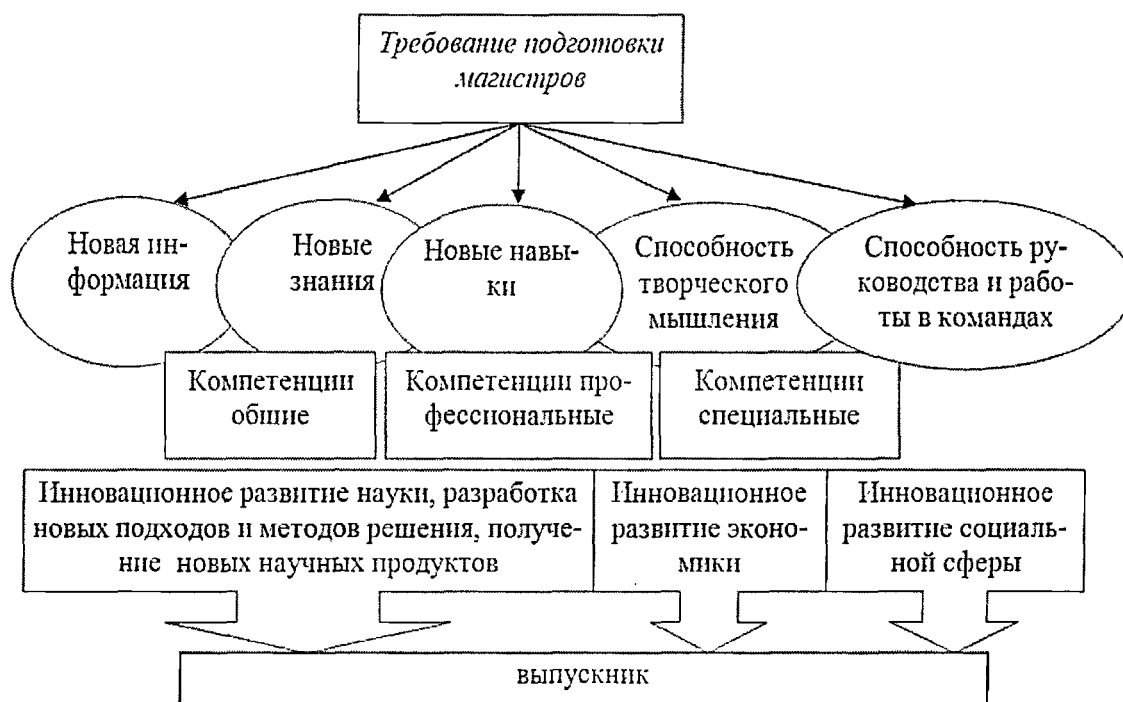 Требование подготовки
магистров
Новая ин-
формация
Новые
знания
Новые навы-
ки
Способность
творческого
мышления
Способность ру-
ководства и рабо-
ты в командах
Компетенции
общие
Компетенции про-
фессиональные
Компетенции
специальные
Инновационное развитие науки, разработка
новых подходов и методов решения, получе-
ние новых научных продуктов
Инновационное
развитие эконо-
мики
Инновационное
развитие социаль-
ной сферы
выпускник